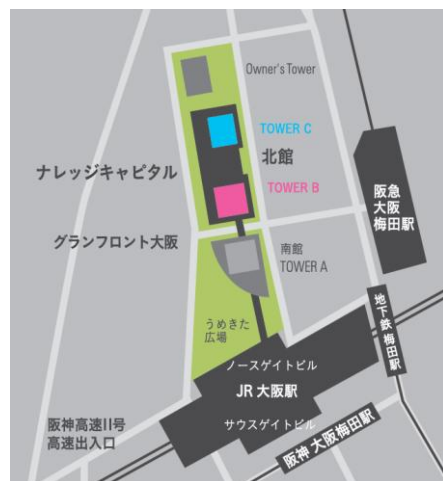 Owner's Tower
TOWER C
北館
ナレッジキャピタル
TOWER B
阪急
大阪
梅田駅
グランフロント大阪
南館
TOWER A
うめきた
広場
地下鉄 梅田駅
ノースゲイトビル
JR 大阪駅
阪神高速11号
高速出入口
サウスゲイトビル
阪神 大阪梅田駅